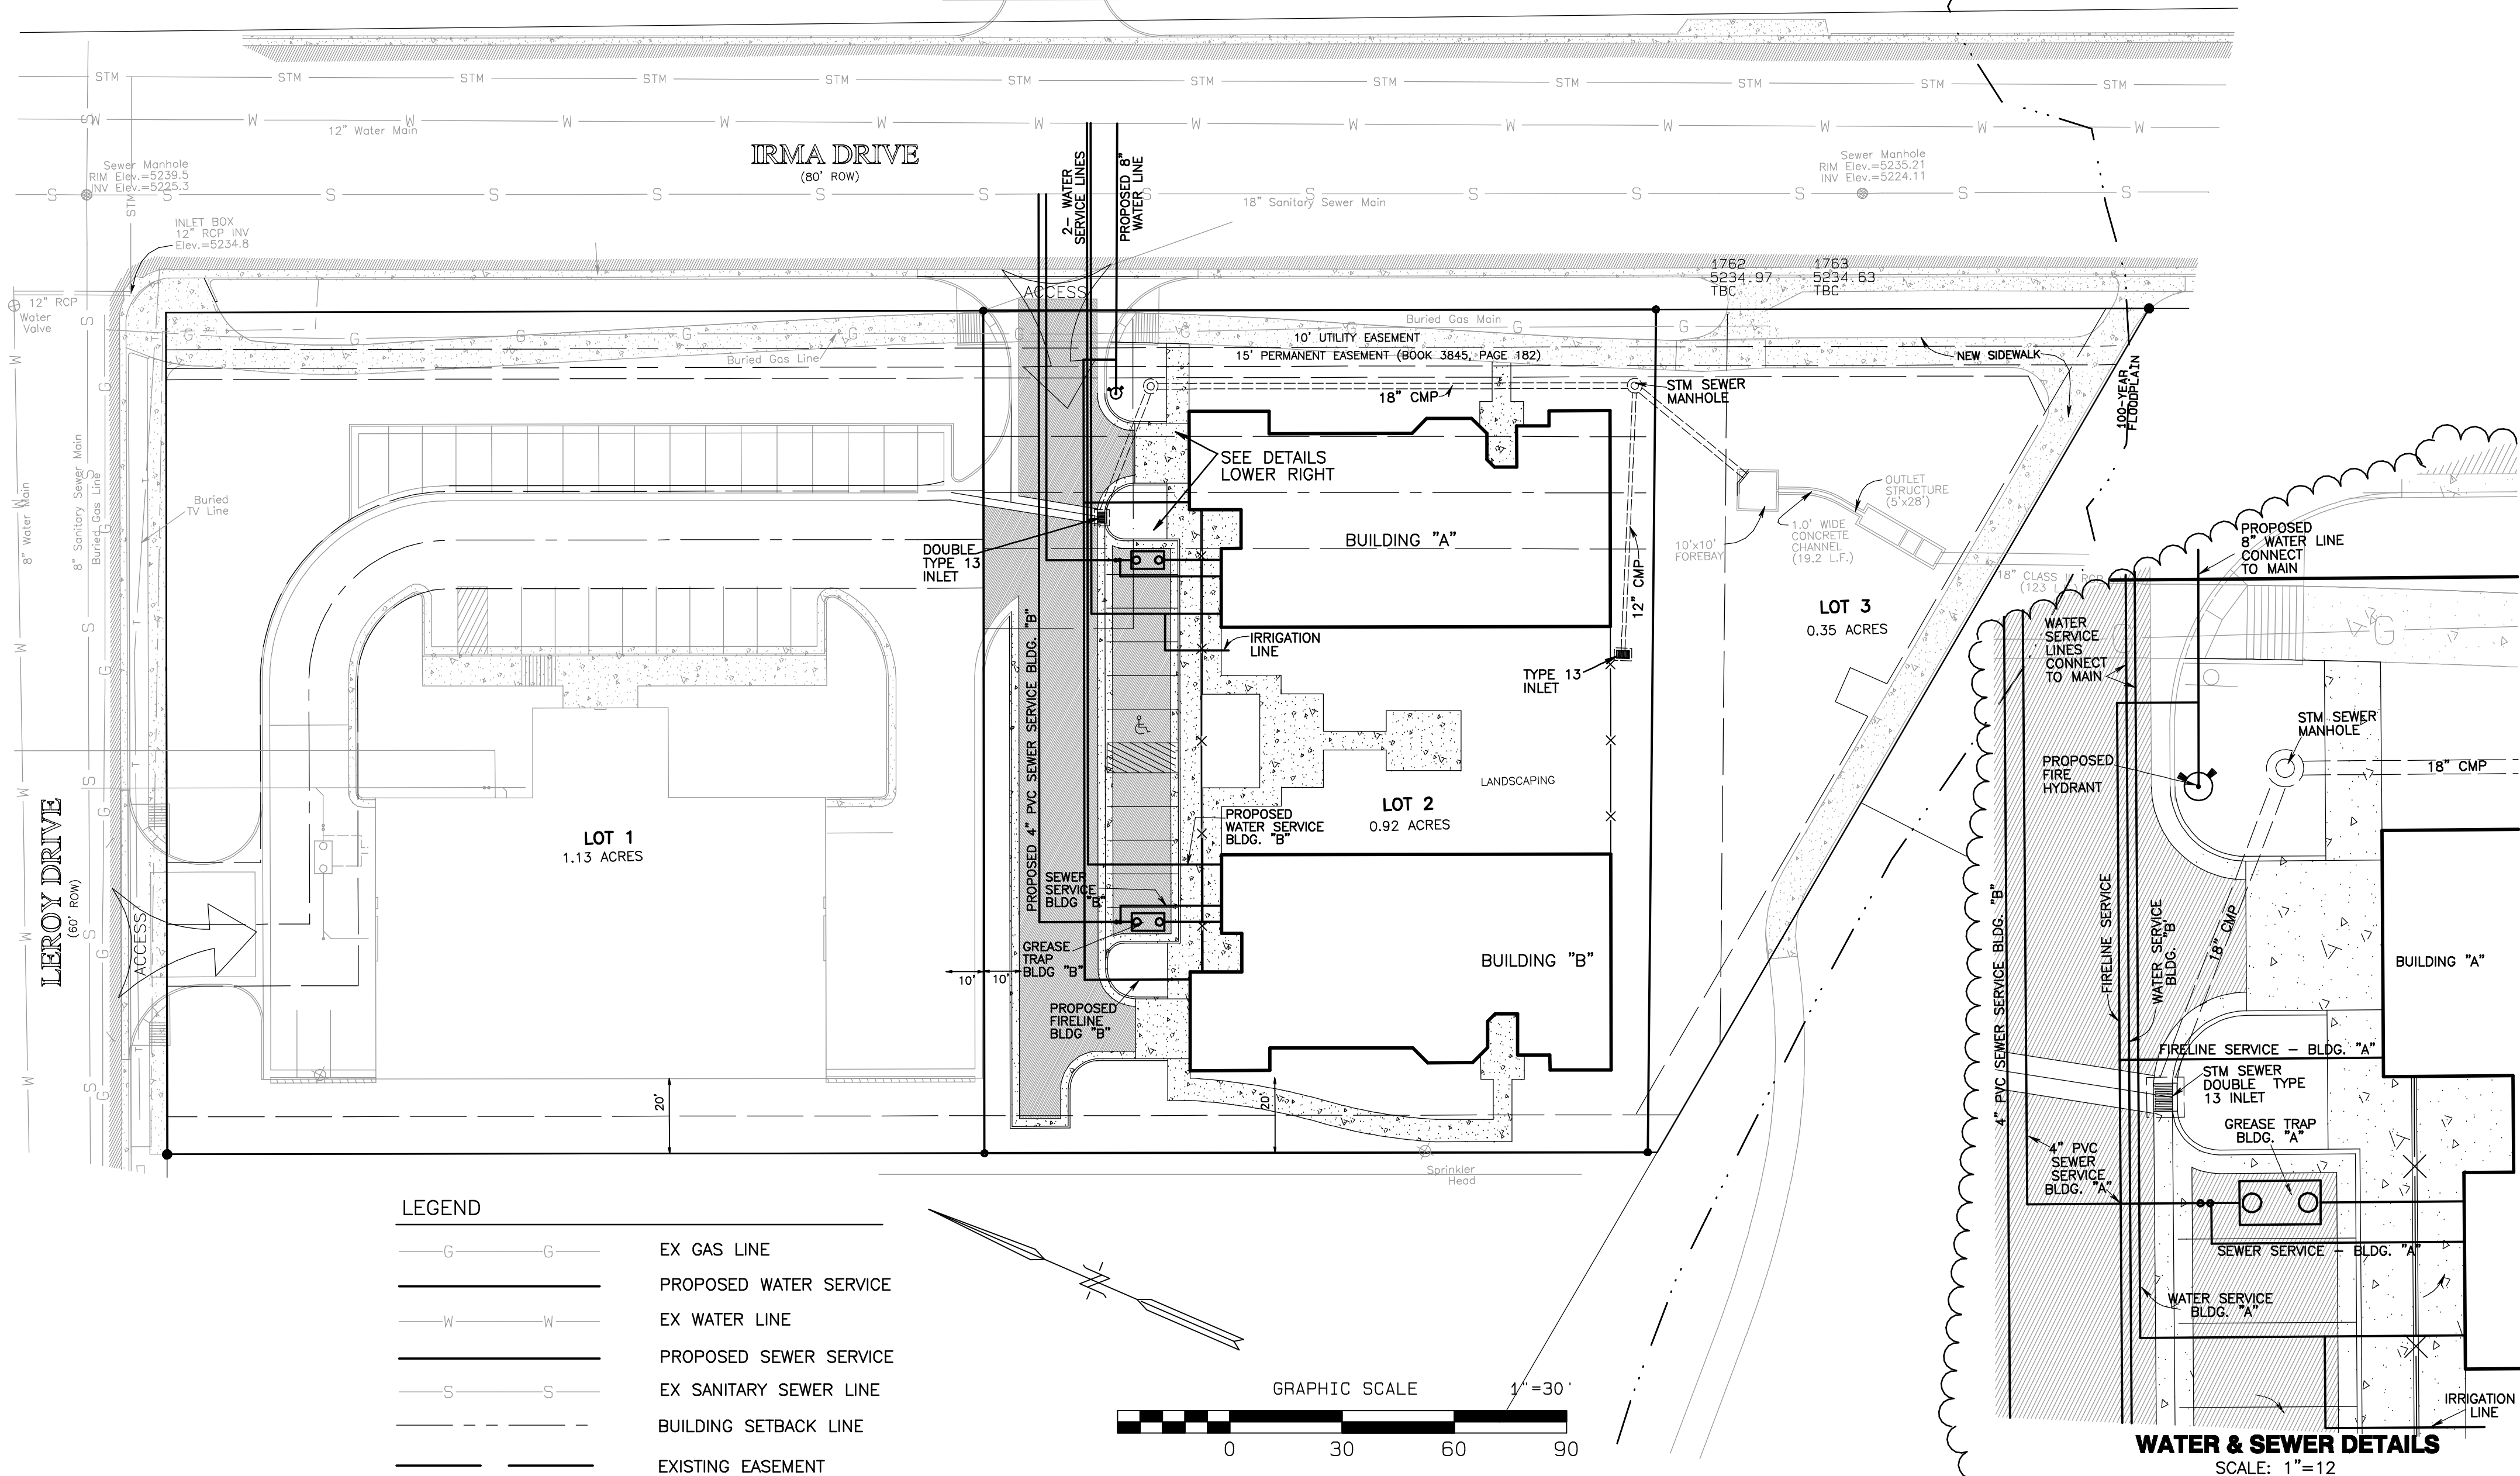 STM STM STM STM STM STM STM STM STM STM STM STM
W W W W W W W W W W W W W W
12" Water Main
IRMA DRIVE
(80' ROW)
2- WATER
SERVICE LINES
PROPOSED 8"
WATER LINE
Sewer Manhole
RIM Elev.=5239.5
INV Elev.=5225.3
Sewer Manhole
RIM Elev.=5235.21
INV Elev.=5224.11
S S S S S S S S S S S S S S
STM
18" Sanitary Sewer Main
INLET BOX
12" RCP INV
Elev.=5234.8
12" RCP
Water
Valve
ACCESS
1762
5234.97
TBC
1763
5234.63
TBC
G G G G G G G G G G
Buried Gas Main
Buried Gas Line
10' UTILITY EASEMENT
15' PERMANENT EASEMENT (BOOK 3845, PAGE 182)
NEW SIDEWALK
100-YEAR
FLOODPLAIN
STM SEWER
MANHOLE
18" CMP
SEE DETAILS
LOWER RIGHT
Buried
TV Line
8" Water Main
8" Sanitary Sewer Main
Buried Gas Line
OUTLET
STRUCTURE
(5'x28')
1.0' WIDE
CONCRETE
CHANNEL
(19.2 L.F.)
10'x10'
FOREBAY
DOUBLE
TYPE 13
INLET
BUILDING "A"
12" CMP
LOT 3
0.35 ACRES
IRRIGATION
LINE
TYPE 13
INLET
PROPOSED 4" PVC SEWER SERVICE BLDG. "B"
LANDSCAPING
LOT 2
0.92 ACRES
LOT 1
1.13 ACRES
PROPOSED
WATER SERVICE
BLDG. "B"
SEWER
SERVICE
BLDG "B"
GREASE
TRAP
BLDG "B"
10' 10'
PROPOSED
FIRELINE
BLDG "B"
BUILDING "B"
LEROY DRIVE
(60' ROW)
ACCESS
20'
20'
Sprinkler
Head
PROPOSED
8" WATER LINE
CONNECT
TO MAIN
WATER
SERVICE
LINES
CONNECT
TO MAIN
G
STM SEWER
MANHOLE
PROPOSED
FIRE
HYDRANT
18" CMP
4" PVC SEWER SERVICE BLDG. "B"
FIRELINE SERVICE
WATER SERVICE
BLDG. "B"
18" CMP
BUILDING "A"
FIRELINE SERVICE - BLDG. "A"
STM SEWER
DOUBLE TYPE
13 INLET
GREASE TRAP
BLDG. "A"
4" PVC
SEWER
SERVICE
BLDG. "A"
SEWER SERVICE - BLDG. "A"
WATER SERVICE
BLDG. "A"
IRRIGATION
LINE
WATER & SEWER DETAILS
SCALE: 1"=12
LEGEND
G G EX GAS LINE
PROPOSED WATER SERVICE
W W EX WATER LINE
PROPOSED SEWER SERVICE
S S EX SANITARY SEWER LINE
BUILDING SETBACK LINE
EXISTING EASEMENT
N
GRAPHIC SCALE 1"=30'
0 30 60 90